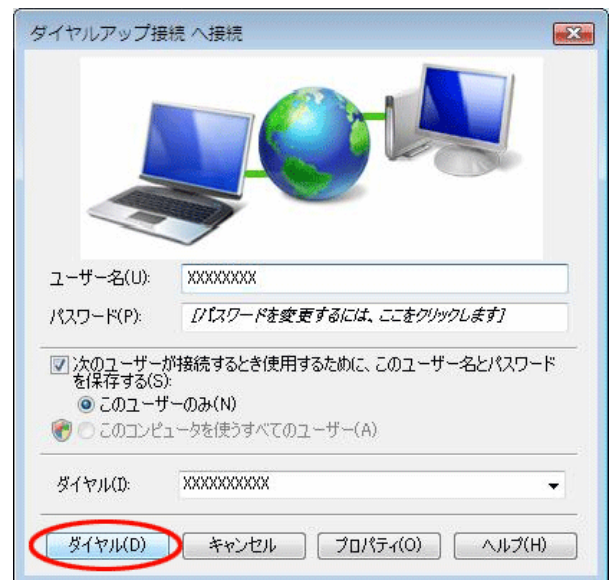 ダイヤルアップ接続 へ接続
ユーザー名(U):
XXXXXXXX
パスワード(P):
[パスワードを変更するには、ここをクリックします]
次のユーザーが接続するとき使用するために、このユーザー名とパスワード
を保存する(S):
このユーザーのみ(N)
このコンピュータを使うすべてのユーザー(A)
ダイヤル(I):
XXXXXXXXXX
ダイヤル(D)
キャンセル
プロパティ(O)
ヘルプ(H)